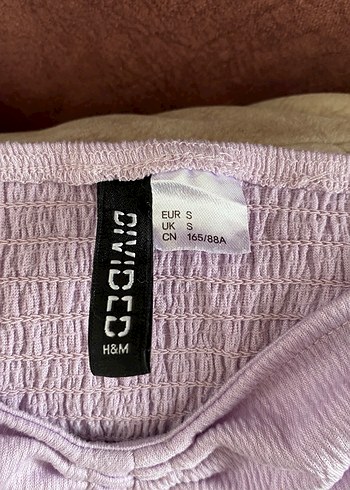 DIVIDED
H&M
EUR S
UK S
CN 165/88A